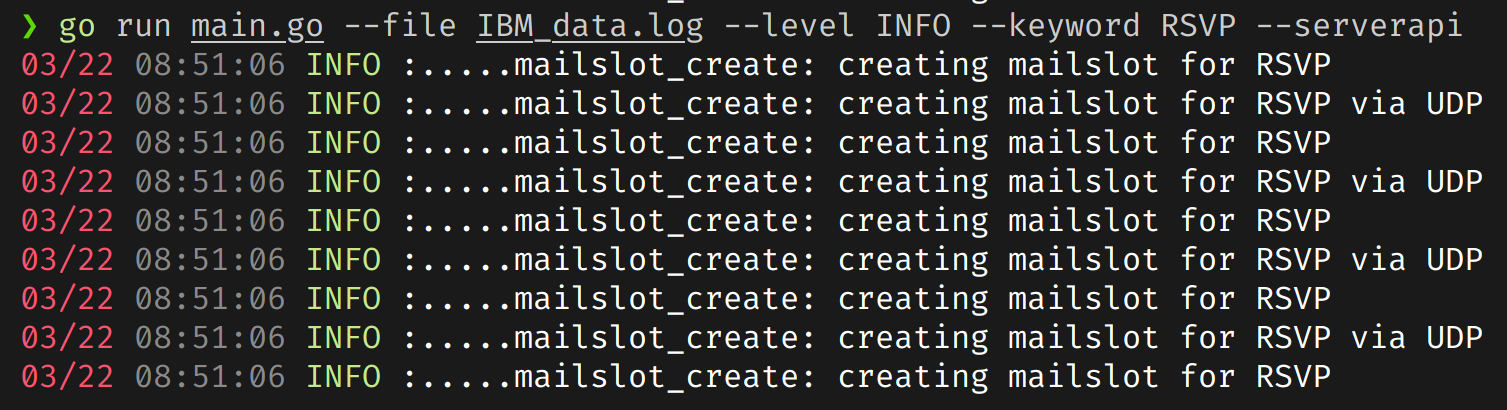 ❯ go run main.go --file IBM_data.log --level INFO --keyword RSVP --serverapi
03/22 08:51:06 INFO :.....mailslot_create: creating mailslot for RSVP
03/22 08:51:06 INFO :.....mailslot_create: creating mailslot for RSVP via UDP
03/22 08:51:06 INFO :.....mailslot_create: creating mailslot for RSVP
03/22 08:51:06 INFO :.....mailslot_create: creating mailslot for RSVP via UDP
03/22 08:51:06 INFO :.....mailslot_create: creating mailslot for RSVP
03/22 08:51:06 INFO :.....mailslot_create: creating mailslot for RSVP via UDP
03/22 08:51:06 INFO :.....mailslot_create: creating mailslot for RSVP
03/22 08:51:06 INFO :.....mailslot_create: creating mailslot for RSVP via UDP
03/22 08:51:06 INFO :.....mailslot_create: creating mailslot for RSVP